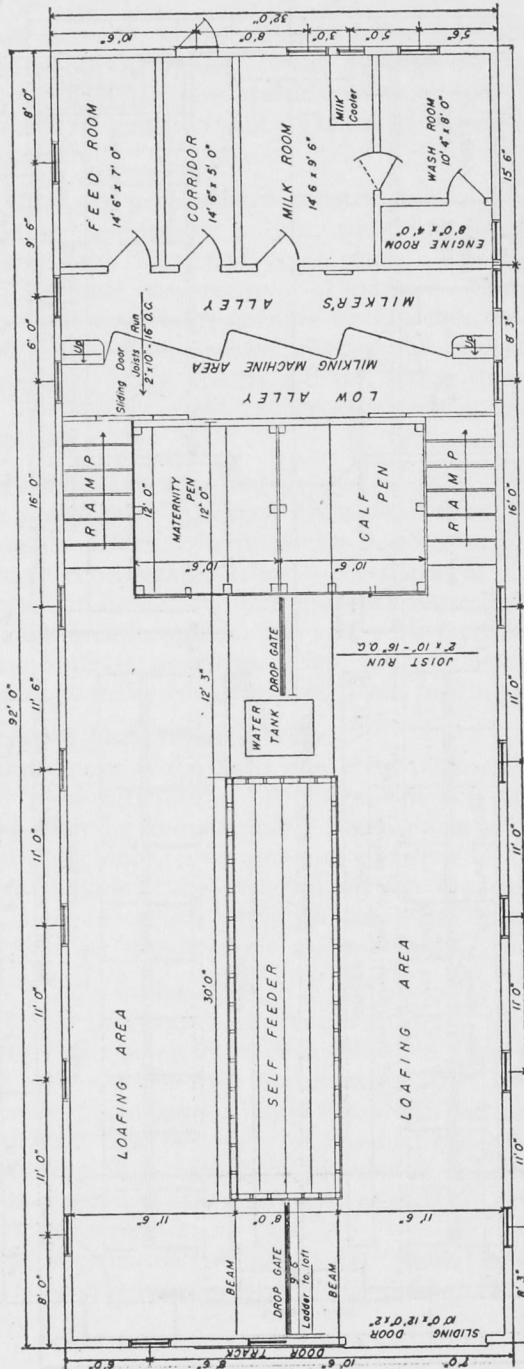 92' 0"
8' 0"
11' 0"
11' 0"
11' 6"
16' 0"
6' 0"
9' 6"
8' 0"
32' 0"
10' 6"
8' 0"
3' 0"
5' 0"
5' 6"
FEED ROOM
14' 6" x 7' 0"
CORRIDOR
14' 6" x 5' 0"
MILK ROOM
14' 6 x 9' 6"
Milk
Cooler
WASH ROOM
10' 4" x 8' 0"
ENGINE ROOM
8' 0" x 4' 0"
MILKER'S
ALLEY
Up
Up
MILKING MACHINE AREA
LOW ALLEY
Sliding Door
Joists Run
2" x 10" - 16" O.C.
RAMP
RAMP
12' 0"
MATERNITY
PEN
12' 0"
CALF
PEN
10' 6"
10' 6"
12' 3"
DROP GATE
WATER
TANK
JOIST RUN
2" x 10" - 16" O.C.
30' 0"
SELF FEEDER
LOAFING AREA
LOAFING AREA
11' 6"
8' 0"
11' 6"
BEAM
DROP GATE
9' 6
Ladder to loft
BEAM
SLIDING DOOR
10' 0" x 12' 0" x 2"
DOOR TRACK
6' 0"
8' 6"
10' 6"
7' 0"
8' 3"
11' 0"
11' 0"
11' 0"
16' 0"
8' 3"
15' 6"